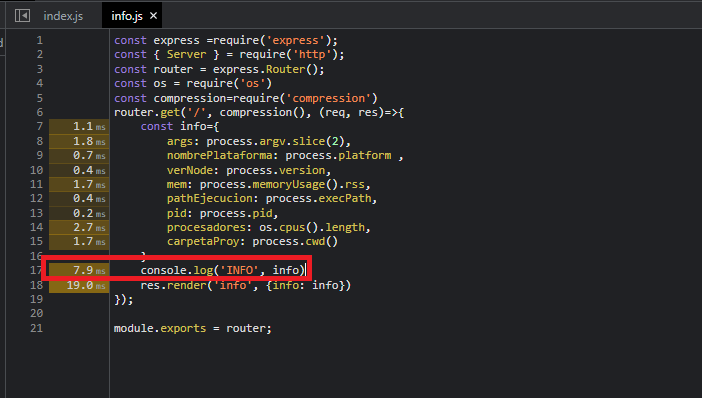 index.js info.js ×
d
1 const express =require('express');
2 const { Server } = require('http');
3 const router = express.Router();
4 const os = require('os')
5 const compression=require('compression')
6 router.get('/', compression(), (req, res)=>{
7 1.1 ms const info={
8 1.8 ms args: process.argv.slice(2),
9 0.7 ms nombrePlataforma: process.platform ,
10 0.4 ms verNode: process.version,
11 1.7 ms mem: process.memoryUsage().rss,
12 0.4 ms pathEjecucion: process.execPath,
13 0.2 ms pid: process.pid,
14 2.7 ms procesadores: os.cpus().length,
15 1.7 ms carpetaProy: process.cwd()
16 }
17 7.9 ms console.log('INFO', info)
18 19.0 ms res.render('info', {info: info})
19 });
20
21 module.exports = router;